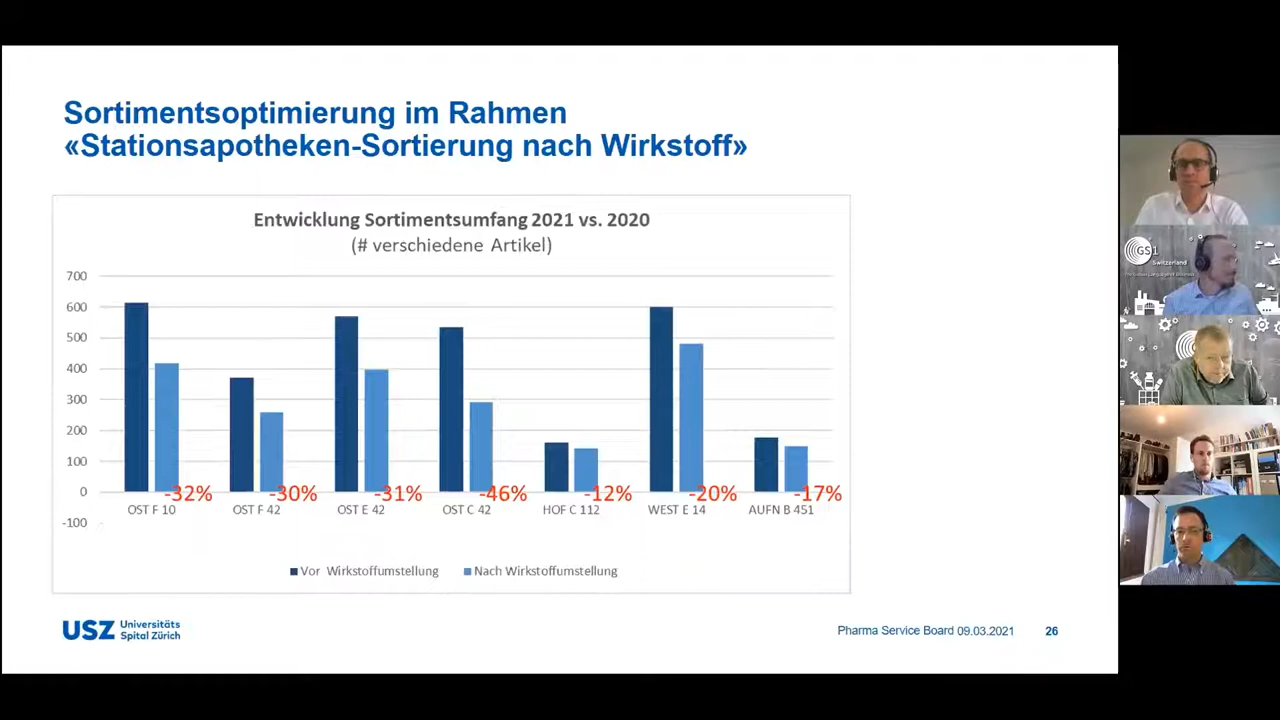 Sortimentsoptimierung im Rahmen
«Stationsapotheken-Sortierung nach Wirkstoff»
Entwicklung Sortimentsumfang 2021 vs. 2020
(# verschiedene Artikel)
700
600
500
400
300
200
100
0
-100
-32% -30% -31% -46% -12% -20% -17%
OST F 10 OST F 42 OST E 42 OST C 42 HOF C 112 WEST E 14 AUFN B 451
Vor Wirkstoffumstellung Nach Wirkstoffumstellung
USZ Universitäts
Spital Zürich
Pharma Service Board 09.03.2021 26
GS1
Switzerland